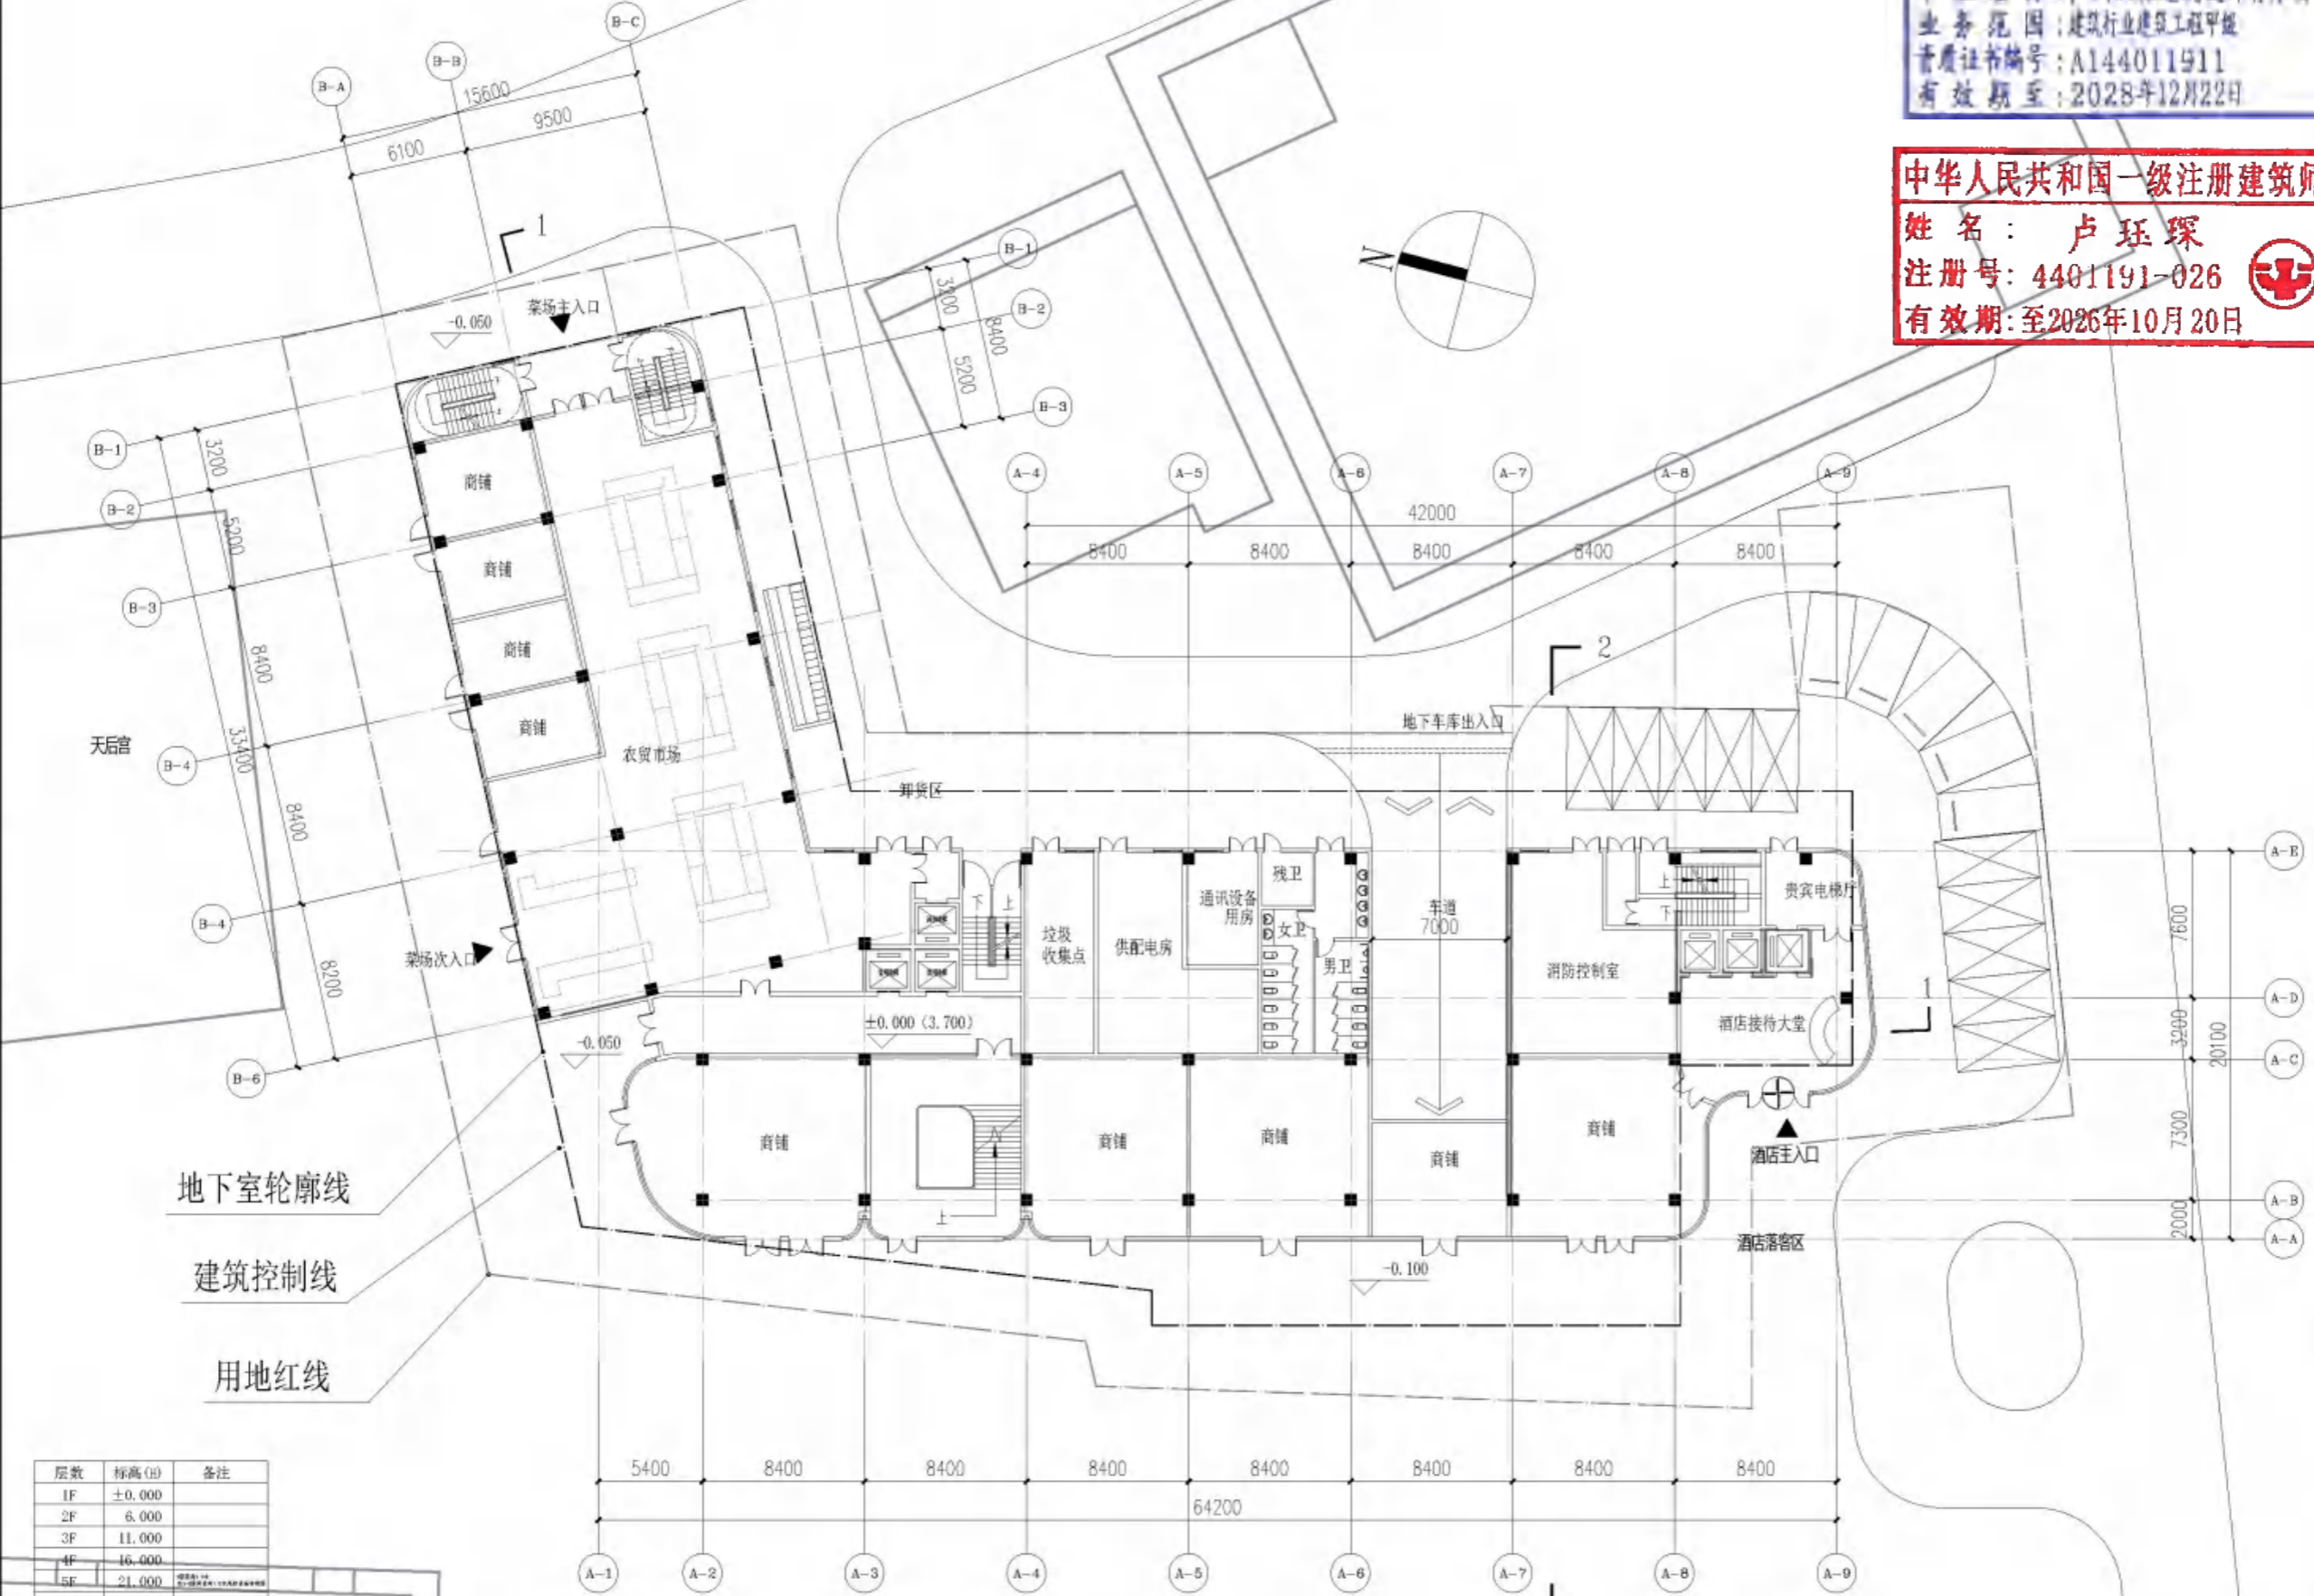 业务范围:建筑行业建筑工程甲级
资质证书编号:A144011911
有效期至:2028年12月22日
中华人民共和国一级注册建筑师
姓名: 卢珏琛
注册号: 4401191-026
有效期:至2026年10月20日
B-A
B-B
B-C
15600
6100
9500
1
N
菜场主入口
-0.050
B-1
B-2
B-3
3200
5200
8400
B-1
B-2
B-3
B-4
B-4
B-6
3200
5200
8400
8400
8200
33400
A-4
A-5
A-6
A-7
A-8
A-9
42000
8400
8400
8400
8400
8400
商铺
商铺
商铺
商铺
天后宫
农贸市场
2
地下车库出入口
卸货区
A-E
残卫
通讯设备
用房
女卫
男卫
车道
7000
上
下
贵宾电梯厅
下
上
垃圾
收集点
供配电房
消防控制室
菜场次入口
7600
A-D
1
±0.000 (3.700)
酒店接待大堂
-0.050
3200
20100
A-C
商铺
商铺
商铺
商铺
商铺
7300
酒店主入口
地下室轮廓线
上
A-B
2000
A-A
酒店落客区
建筑控制线
-0.100
用地红线
5400
8400
8400
8400
8400
8400
8400
8400
64200
A-1
A-2
A-3
A-4
A-5
A-6
A-7
A-8
A-9
层数 标高(H) 备注
1F ±0.000
2F 6.000
3F 11.000
4F 16.000
5F 21.000